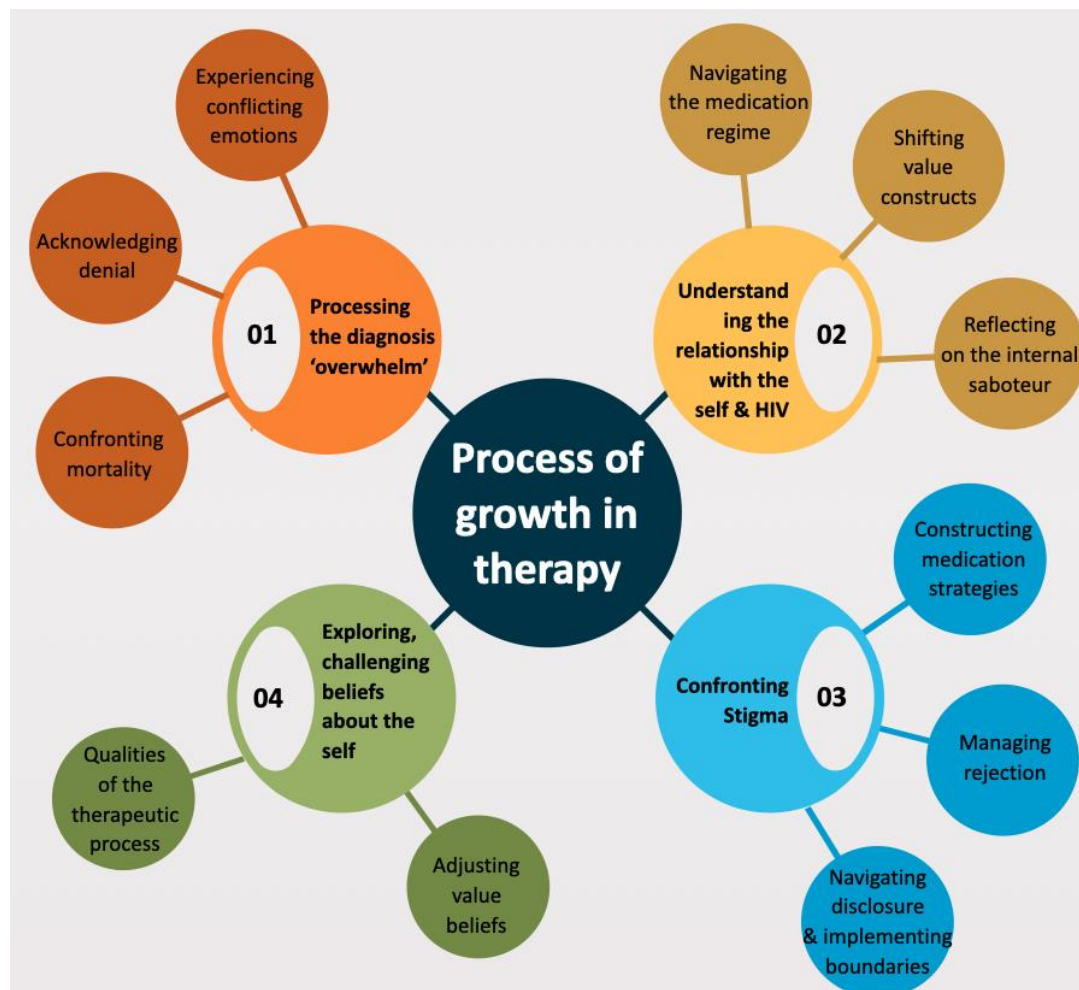 Process of
growth in
therapy
01
Processing
the diagnosis
‘overwhelm’
Experiencing
conflicting
emotions
Acknowledging
denial
Confronting
mortality
02
Understand
ing the
relationship
with the
self & HIV
Navigating
the medication
regime
Shifting
value
constructs
Reflecting
on the internal
saboteur
03
Confronting
Stigma
Constructing
medication
strategies
Managing
rejection
Navigating
disclosure
& implementing
boundaries
04
Exploring,
challenging
beliefs
about the
self
Qualities
of the
therapeutic
process
Adjusting
value
beliefs